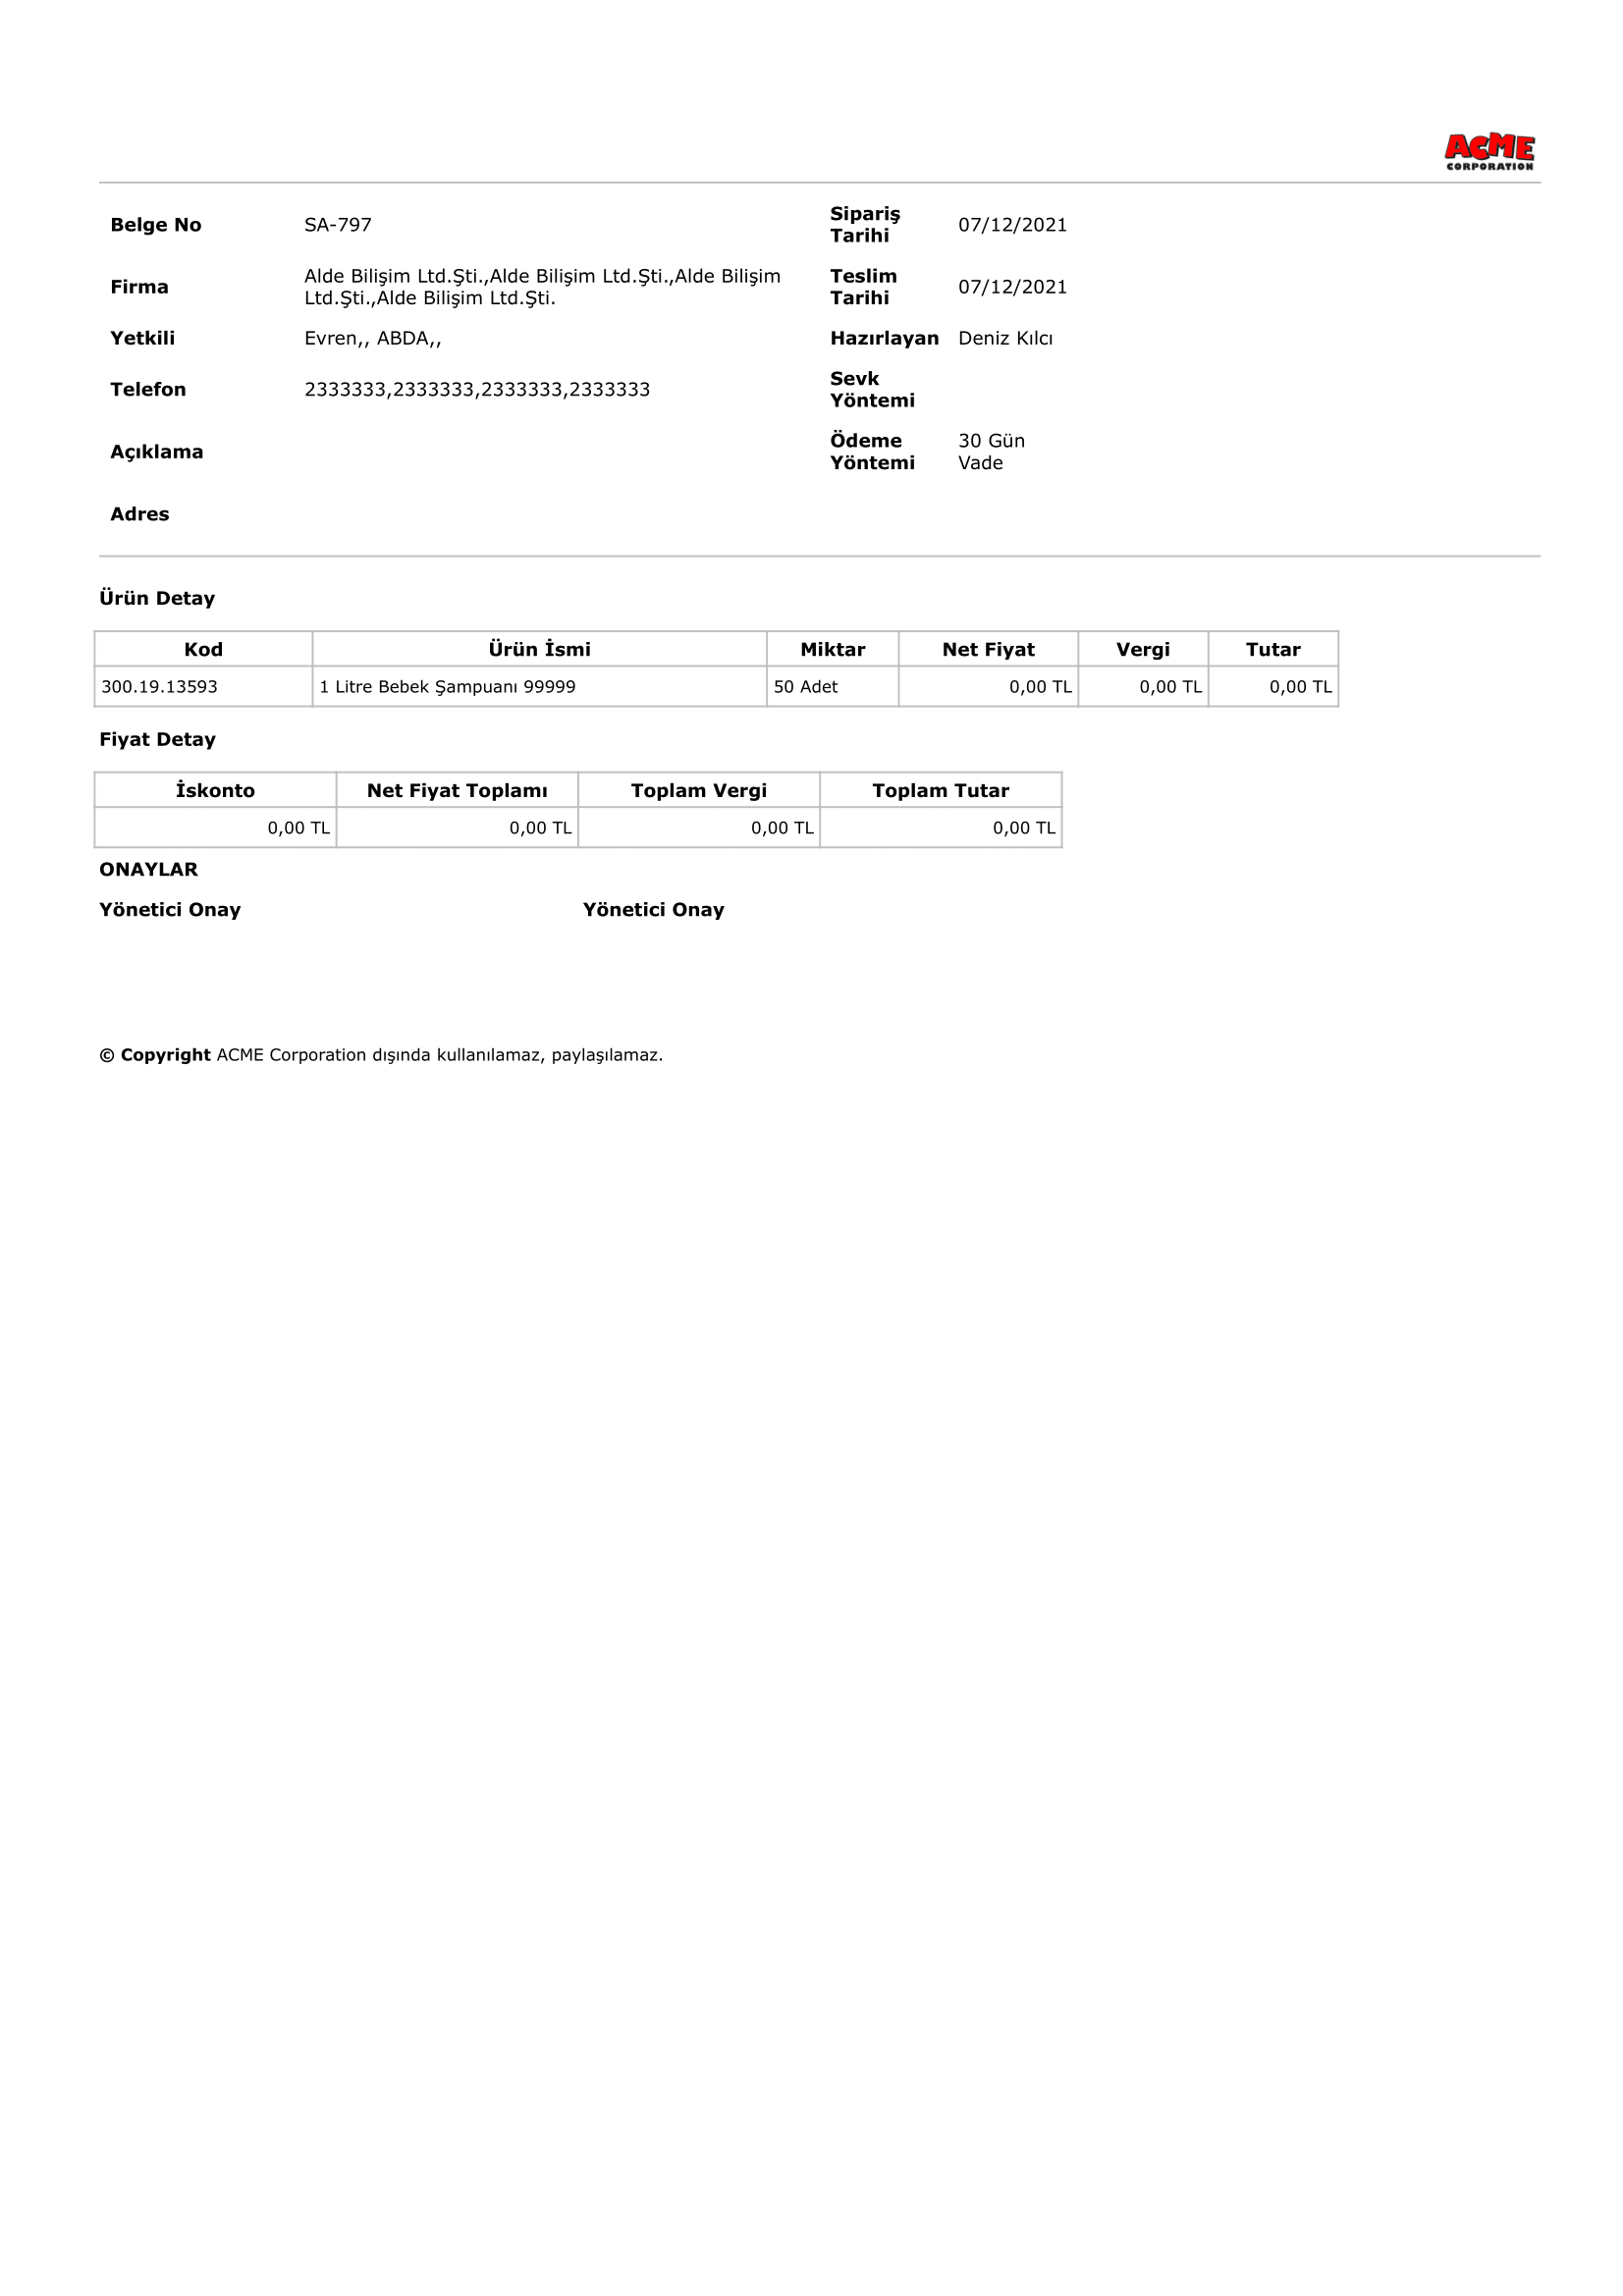 ACME
CORPORATION
Belge No SA-797 Sipariş Tarihi 07/12/2021
Firma Alde Bilişim Ltd.Şti.,Alde Bilişim Ltd.Şti.,Alde Bilişim Ltd.Şti.,Alde Bilişim Ltd.Şti. Teslim Tarihi 07/12/2021
Yetkili Evren,, ABDA,, Hazırlayan Deniz Kılcı
Telefon 2333333,2333333,2333333,2333333 Sevk Yöntemi
Açıklama Ödeme Yöntemi 30 Gün Vade
Adres
Ürün Detay
Kod Ürün İsmi Miktar Net Fiyat Vergi Tutar
300.19.13593 1 Litre Bebek Şampuanı 99999 50 Adet 0,00 TL 0,00 TL 0,00 TL
Fiyat Detay
İskonto Net Fiyat Toplamı Toplam Vergi Toplam Tutar
0,00 TL 0,00 TL 0,00 TL 0,00 TL
ONAYLAR
Yönetici Onay Yönetici Onay
© Copyright ACME Corporation dışında kullanılamaz, paylaşılamaz.